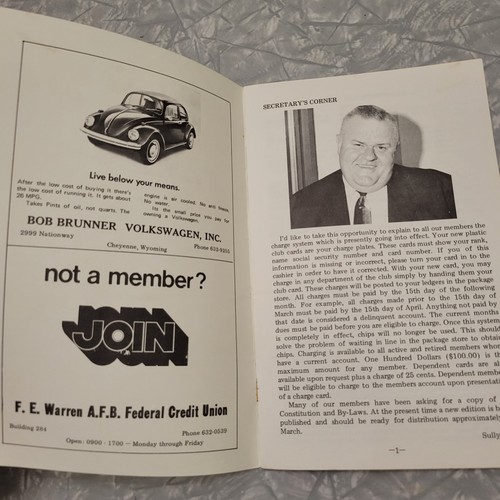 Live below your means.
After the low cost of buying it there's
the low cost of running it. It gets about
26 MPG.
Takes Pints of oil, not quarts. The
engine is air cooled. No anti freeze.
No water.
Its the small price you pay for
owning a Volkswagen.
BOB BRUNNER VOLKSWAGEN, INC.
2999 Nationway
Cheyenne, Wyoming
Phone 632-9355
not a member?
JOIN
F. E. Warren A.F.B. Federal Credit Union
Building 284
Phone 632-0539
Open: 0900 - 1700 — Monday through Friday
SECRETARY'S CORNER
I'd like to take this opportunity to explain to all our members the
charge system which is presently going into effect. Your new plastic
club cards are your charge plates. These cards must show your rank,
name social security number and card number. If you of this
information is missing or incorrect, please turn your card in to the
cashier in order to have it corrected. With your new card, you may
charge in any department of the club simply by handing them your
club card. These charges will be posted to your ledgers in the package
store. All charges must be paid by the 15th day of the following
month. For example, all charges made prior to the 15th day of
March must be paid by the 15th day of April. Anything not paid by
that date is considered a delinquent account. The current months
dues must be paid before you are eligible to charge. Once this system
is completely in effect, chips will no longer be used. This should
solve the problem of waiting in line in the package store to obtain
chips. Charging is available to all active and retired members whom
have a current account. One Hundred Dollars ($100.00) is th
maximum amount for any member. Dependent cards are al
available upon request plus a charge of 25 cents. Dependent membe
will be eligible to charge to the members account upon presentat
of a charge card.
Many of our members have been asking for a copy of
Constitution and By-Laws. At the present time a new edition is b
published and should be ready for distribution approximately
March.
Sully
—1—